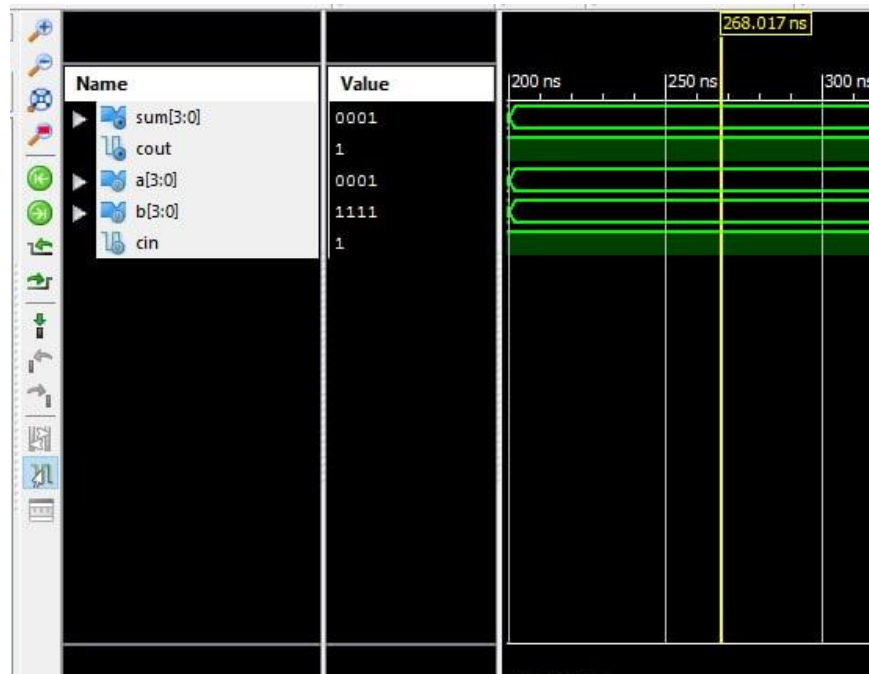 268.017 ns
Name Value 200 ns 250 ns 300 ns
sum[3:0] 0001
cout 1
a[3:0] 0001
b[3:0] 1111
cin 1